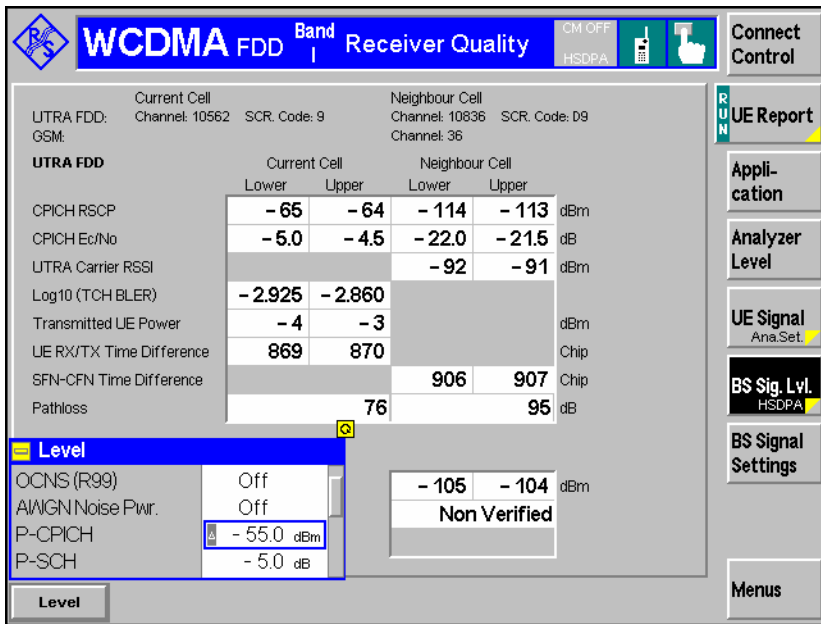 R S
WCDMA FDD Band I Receiver Quality
CM OFF
HSDPA
Connect Control
Current Cell Neighbour Cell
UTRA FDD: Channel: 10562 SCR. Code: 9 Channel: 10836 SCR. Code: D9
GSM: Channel: 36
RUN UE Report
UTRA FDD Current Cell Neighbour Cell
Lower Upper Lower Upper
CPICH RSCP - 65 - 64 - 114 - 113 dBm
CPICH Ec/No - 5.0 - 4.5 - 22.0 - 21.5 dB
UTRA Carrier RSSI - 92 - 91 dBm
Log10 (TCH BLER) - 2.925 - 2.860
Transmitted UE Power - 4 - 3 dBm
UE RX/TX Time Difference 869 870 Chip
SFN-CFN Time Difference 906 907 Chip
Pathloss 76 95 dB
Level
OCNS (R99) Off
AWGN Noise Pwr. Off
P-CPICH - 55.0 dBm
P-SCH - 5.0 dB
- 105 - 104 dBm
Non Verified
Appli-
cation
Analyzer
Level
UE Signal
Ana.Set.
BS Sig. Lvl.
HSDPA
BS Signal
Settings
Level
Menus